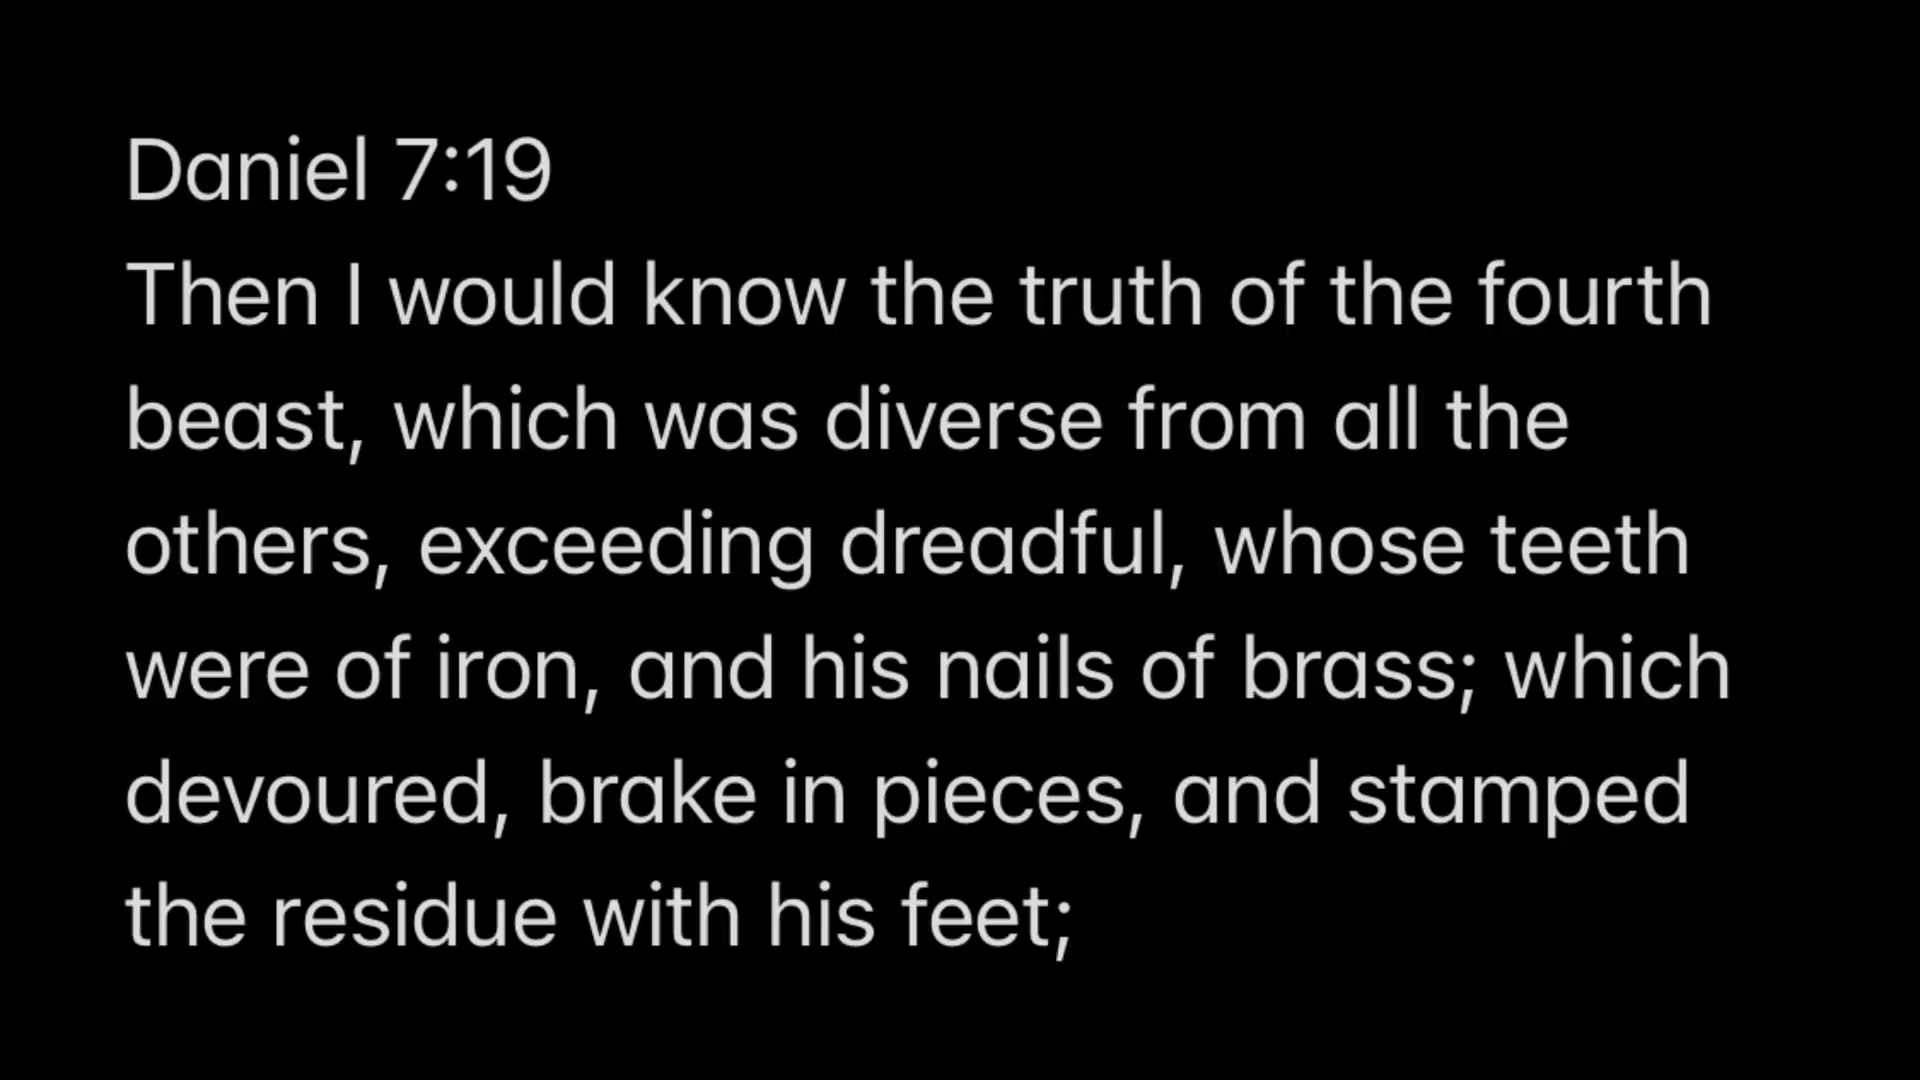 Daniel 7:19
Then I would know the truth of the fourth
beast, which was diverse from all the
others, exceeding dreadful, whose teeth
were of iron, and his nails of brass; which
devoured, brake in pieces, and stamped
the residue with his feet;